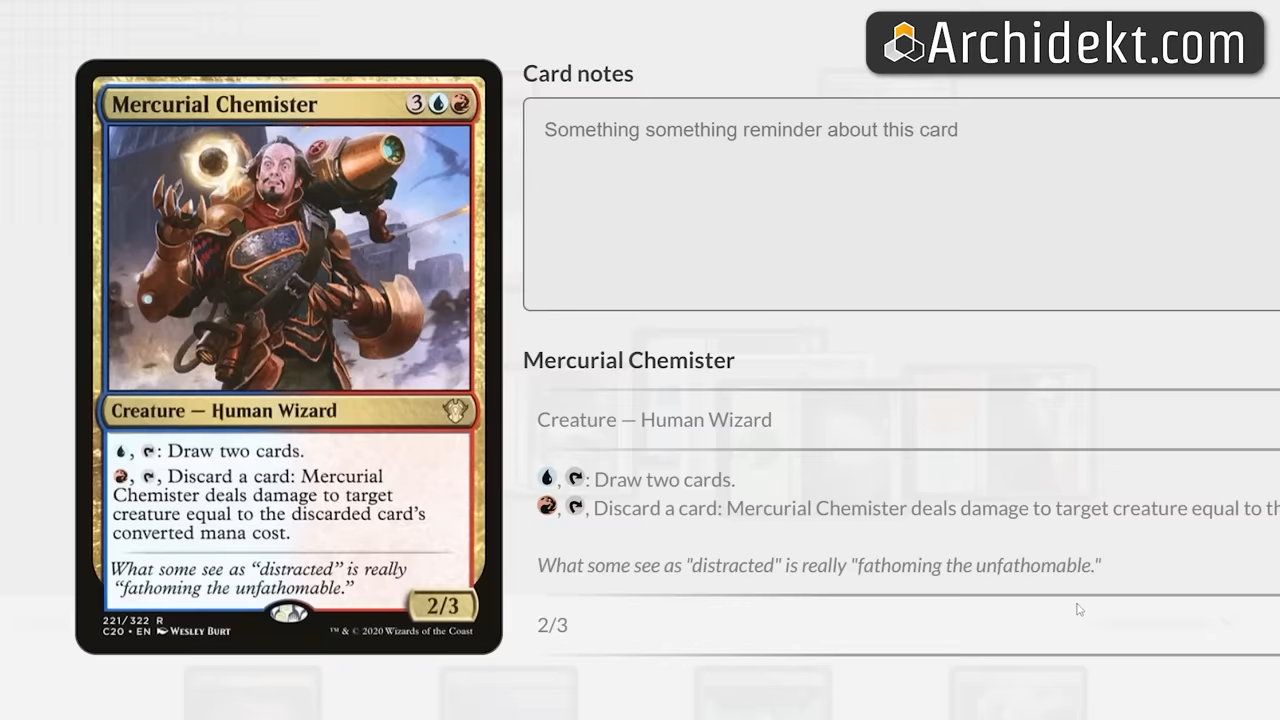 Archidekt.com
Mercurial Chemister
3
Creature — Human Wizard
: Draw two cards.
, Discard a card: Mercurial
Chemister deals damage to target
creature equal to the discarded card's
converted mana cost.
What some see as “distracted” is really
“fathoming the unfathomable.”
2/3
221/322 R
C20 • EN WESLEY BURT
™ & © 2020 Wizards of the Coast
Card notes
Something something reminder about this card
Mercurial Chemister
Creature — Human Wizard
: Draw two cards.
, Discard a card: Mercurial Chemister deals damage to target creature equal to th
What some see as "distracted" is really "fathoming the unfathomable."
2/3